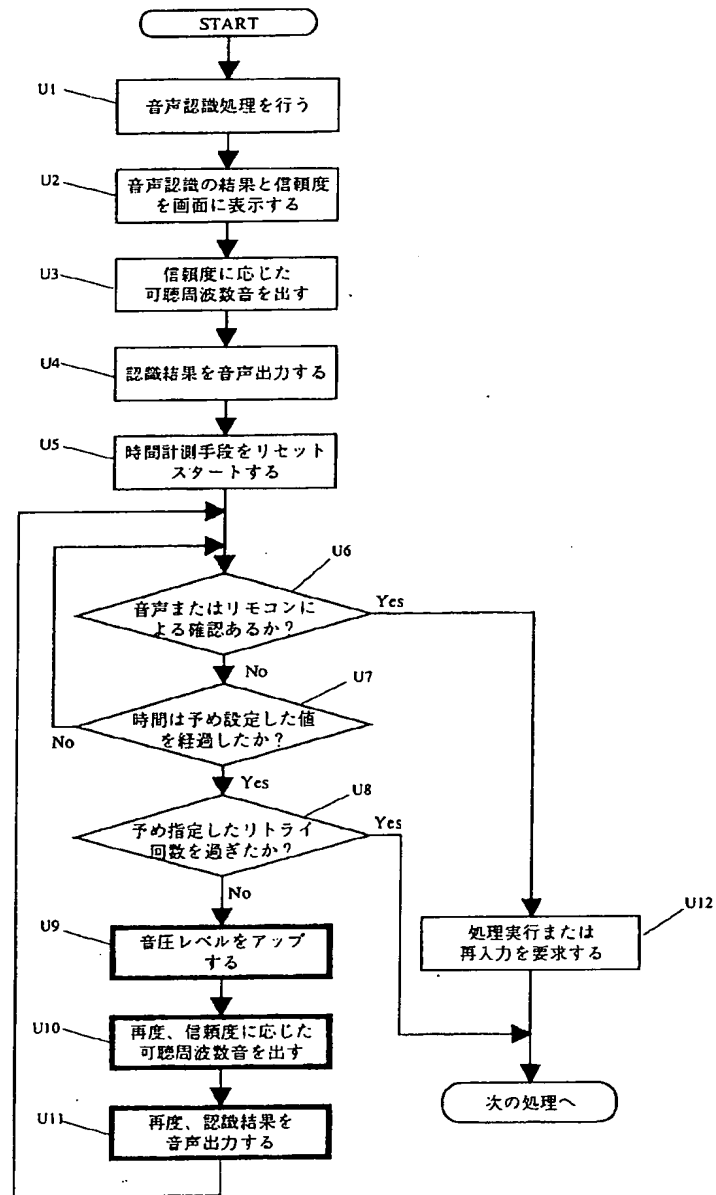 START
U1
音声認識処理を行う
U2
音声認識の結果と信頼度
を画面に表示する
U3
信頼度に応じた
可聴周波数音を出す
U4
認識結果を音声出力する
U5
時間計測手段をリセット
スタートする
U6
音声またはリモコンに
よる確認あるか?
Yes
No
U7
時間は予め設定した値
を経過したか?
No
Yes
U8
予め指定したリトライ
回数を過ぎたか?
Yes
No
U9
音圧レベルをアップ
する
U12
処理実行または
再入力を要求する
U10
再度、信頼度に応じた
可聴周波数音を出す
U11
再度、認識結果を
音声出力する
次の処理へ